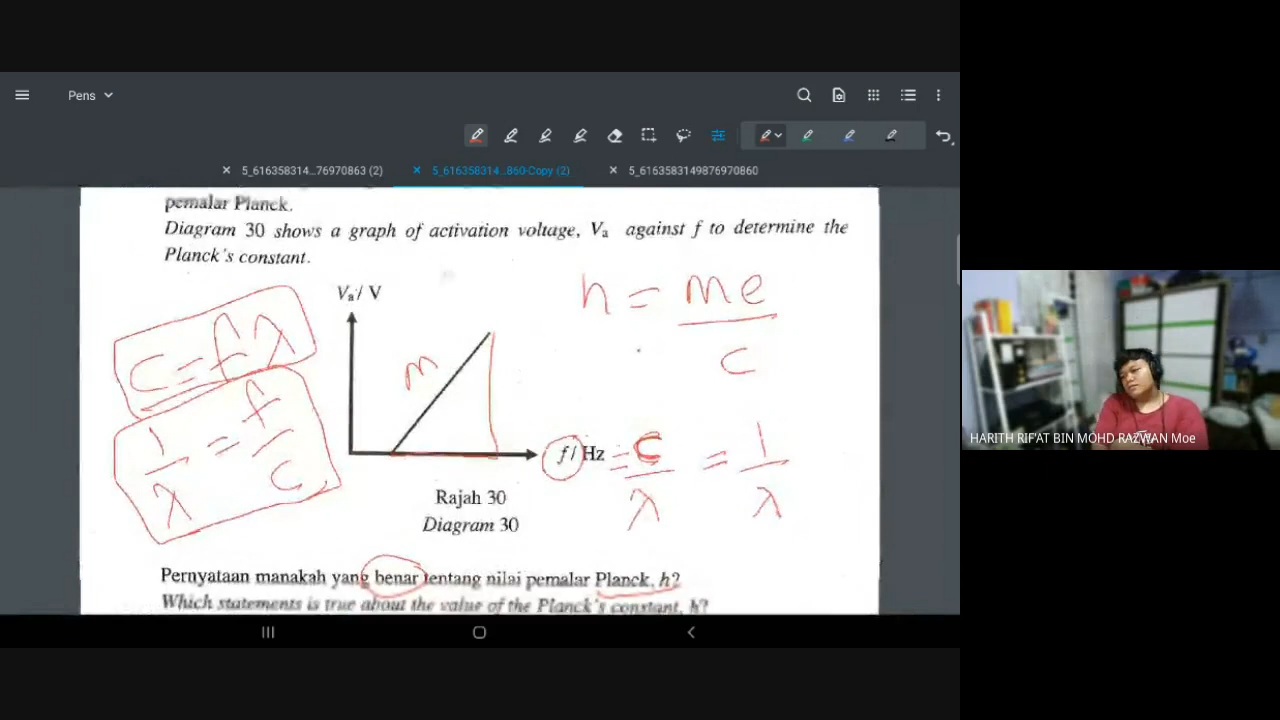 Pens
5_616358314...76970863 (2)
5_616358314...860-Copy (2)
5_6163583149876970860
pemalar Planck.
Diagram 30 shows a graph of activation voltage, Va against f to determine the
Planck's constant.
Va / V
h = me
c
c = fλ
m
1/λ = f/c
f / Hz = c/λ = 1/λ
Rajah 30
Diagram 30
Pernyataan manakah yang benar tentang nilai pemalar Planck, h?
Which statements is true about the value of the Planck's constant, h?
HARITH RIF'AT BIN MOHD RAZWAN Moe